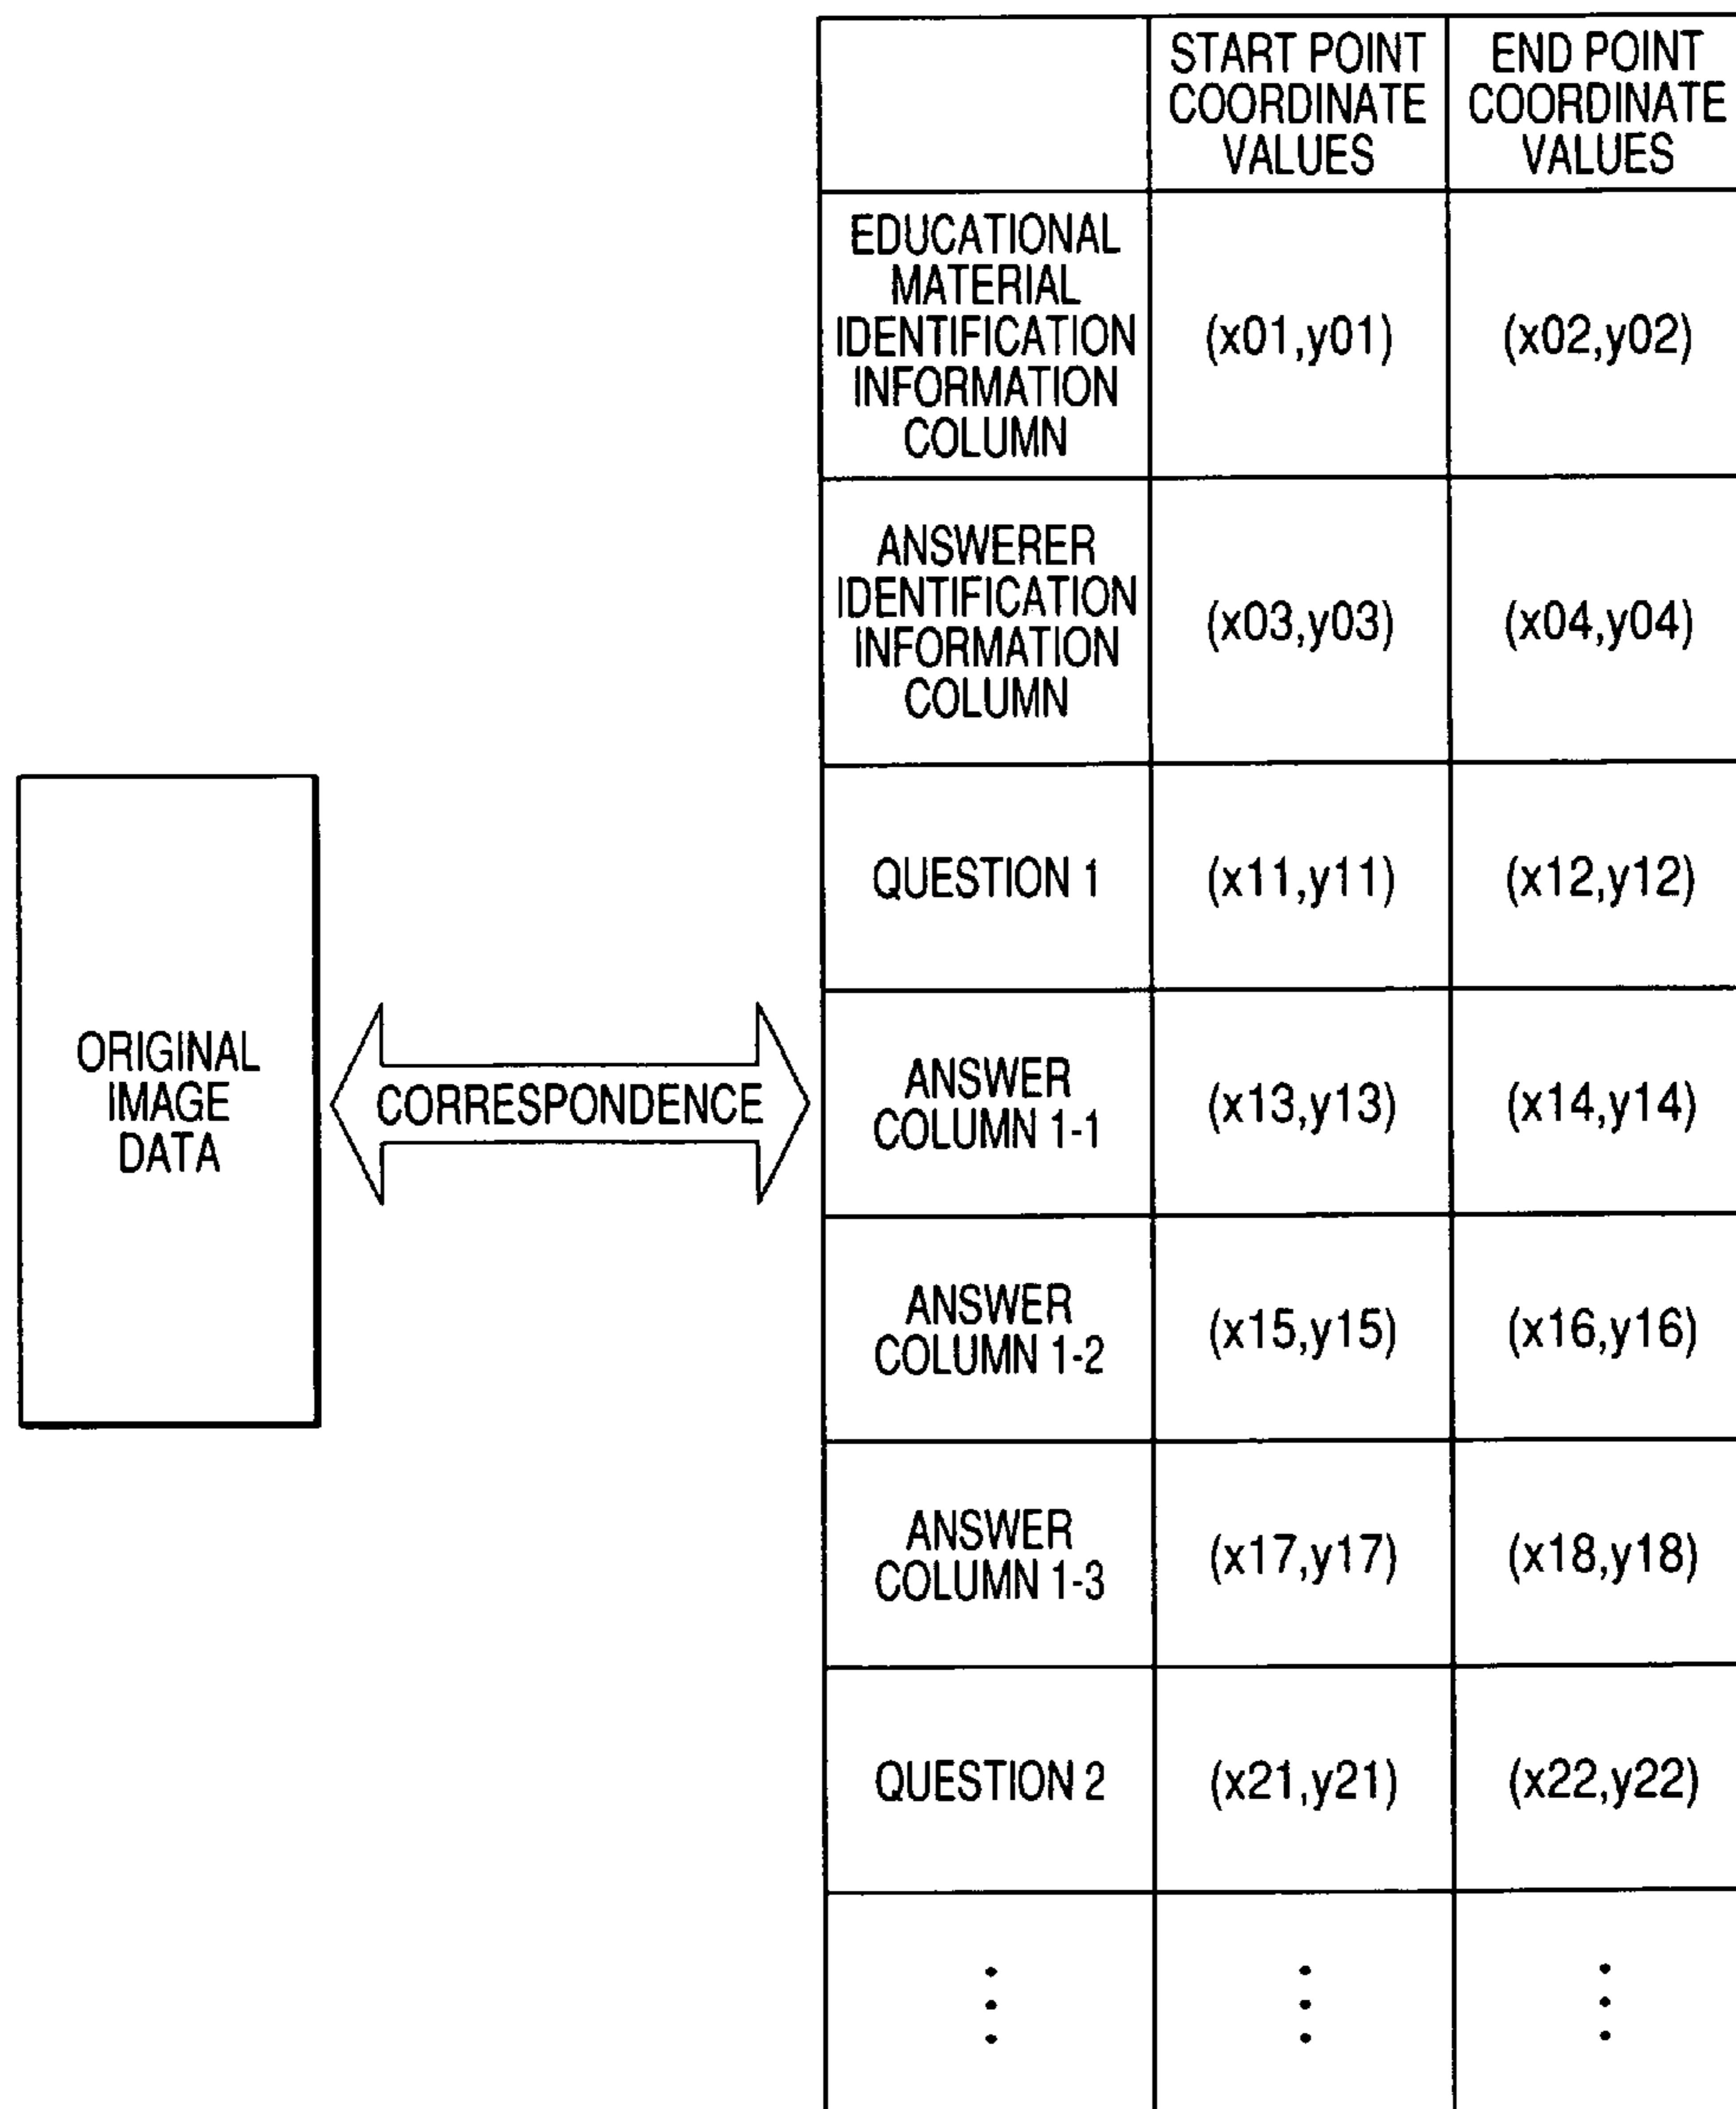 START POINT
COORDINATE
VALUES
END POINT
COORDINATE
VALUES
EDUCATIONAL
MATERIAL
IDENTIFICATION
INFORMATION
COLUMN
(x01,y01)
(x02,y02)
ANSWERER
IDENTIFICATION
INFORMATION
COLUMN
(x03,y03)
(x04,y04)
QUESTION 1
(x11,y11)
(x12,y12)
ORIGINAL
IMAGE
DATA
CORRESPONDENCE
ANSWER
COLUMN 1-1
(x13,y13)
(x14,y14)
ANSWER
COLUMN 1-2
(x15,y15)
(x16,y16)
ANSWER
COLUMN 1-3
(x17,y17)
(x18,y18)
QUESTION 2
(x21,y21)
(x22,y22)